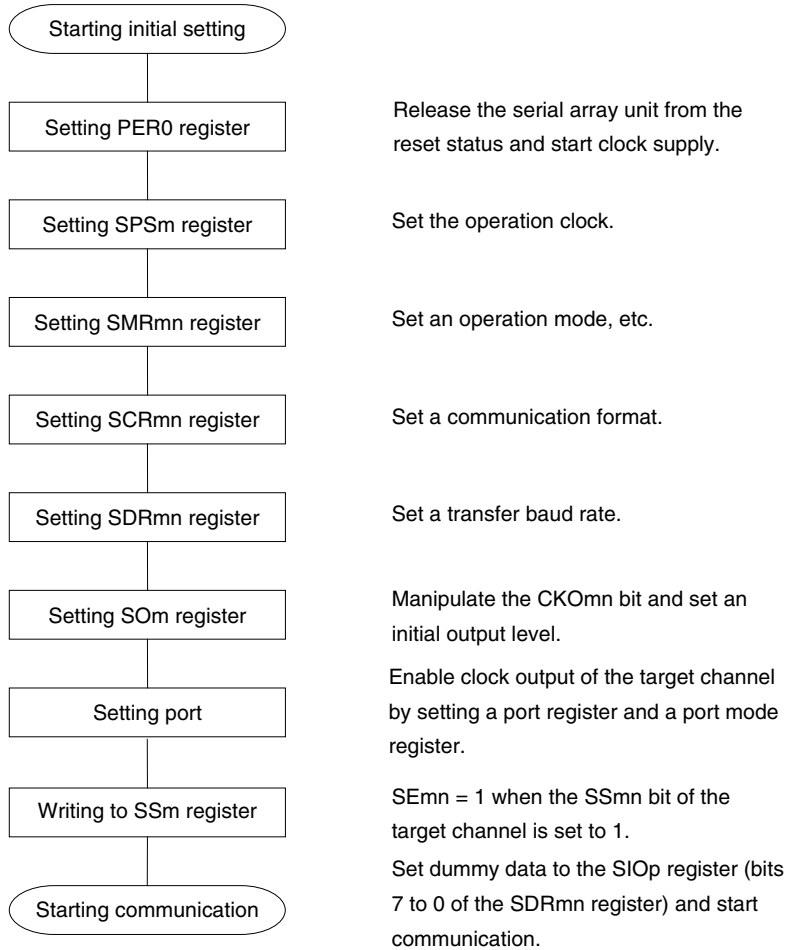 Starting initial setting
Setting PER0 register
Release the serial array unit from the
reset status and start clock supply.
Setting SPSm register
Set the operation clock.
Setting SMRmn register
Set an operation mode, etc.
Setting SCRmn register
Set a communication format.
Setting SDRmn register
Set a transfer baud rate.
Setting SOm register
Manipulate the CKOmn bit and set an
initial output level.
Setting port
Enable clock output of the target channel
by setting a port register and a port mode
register.
Writing to SSm register
SEmn = 1 when the SSmn bit of the
target channel is set to 1.
Starting communication
Set dummy data to the SIOp register (bits
7 to 0 of the SDRmn register) and start
communication.